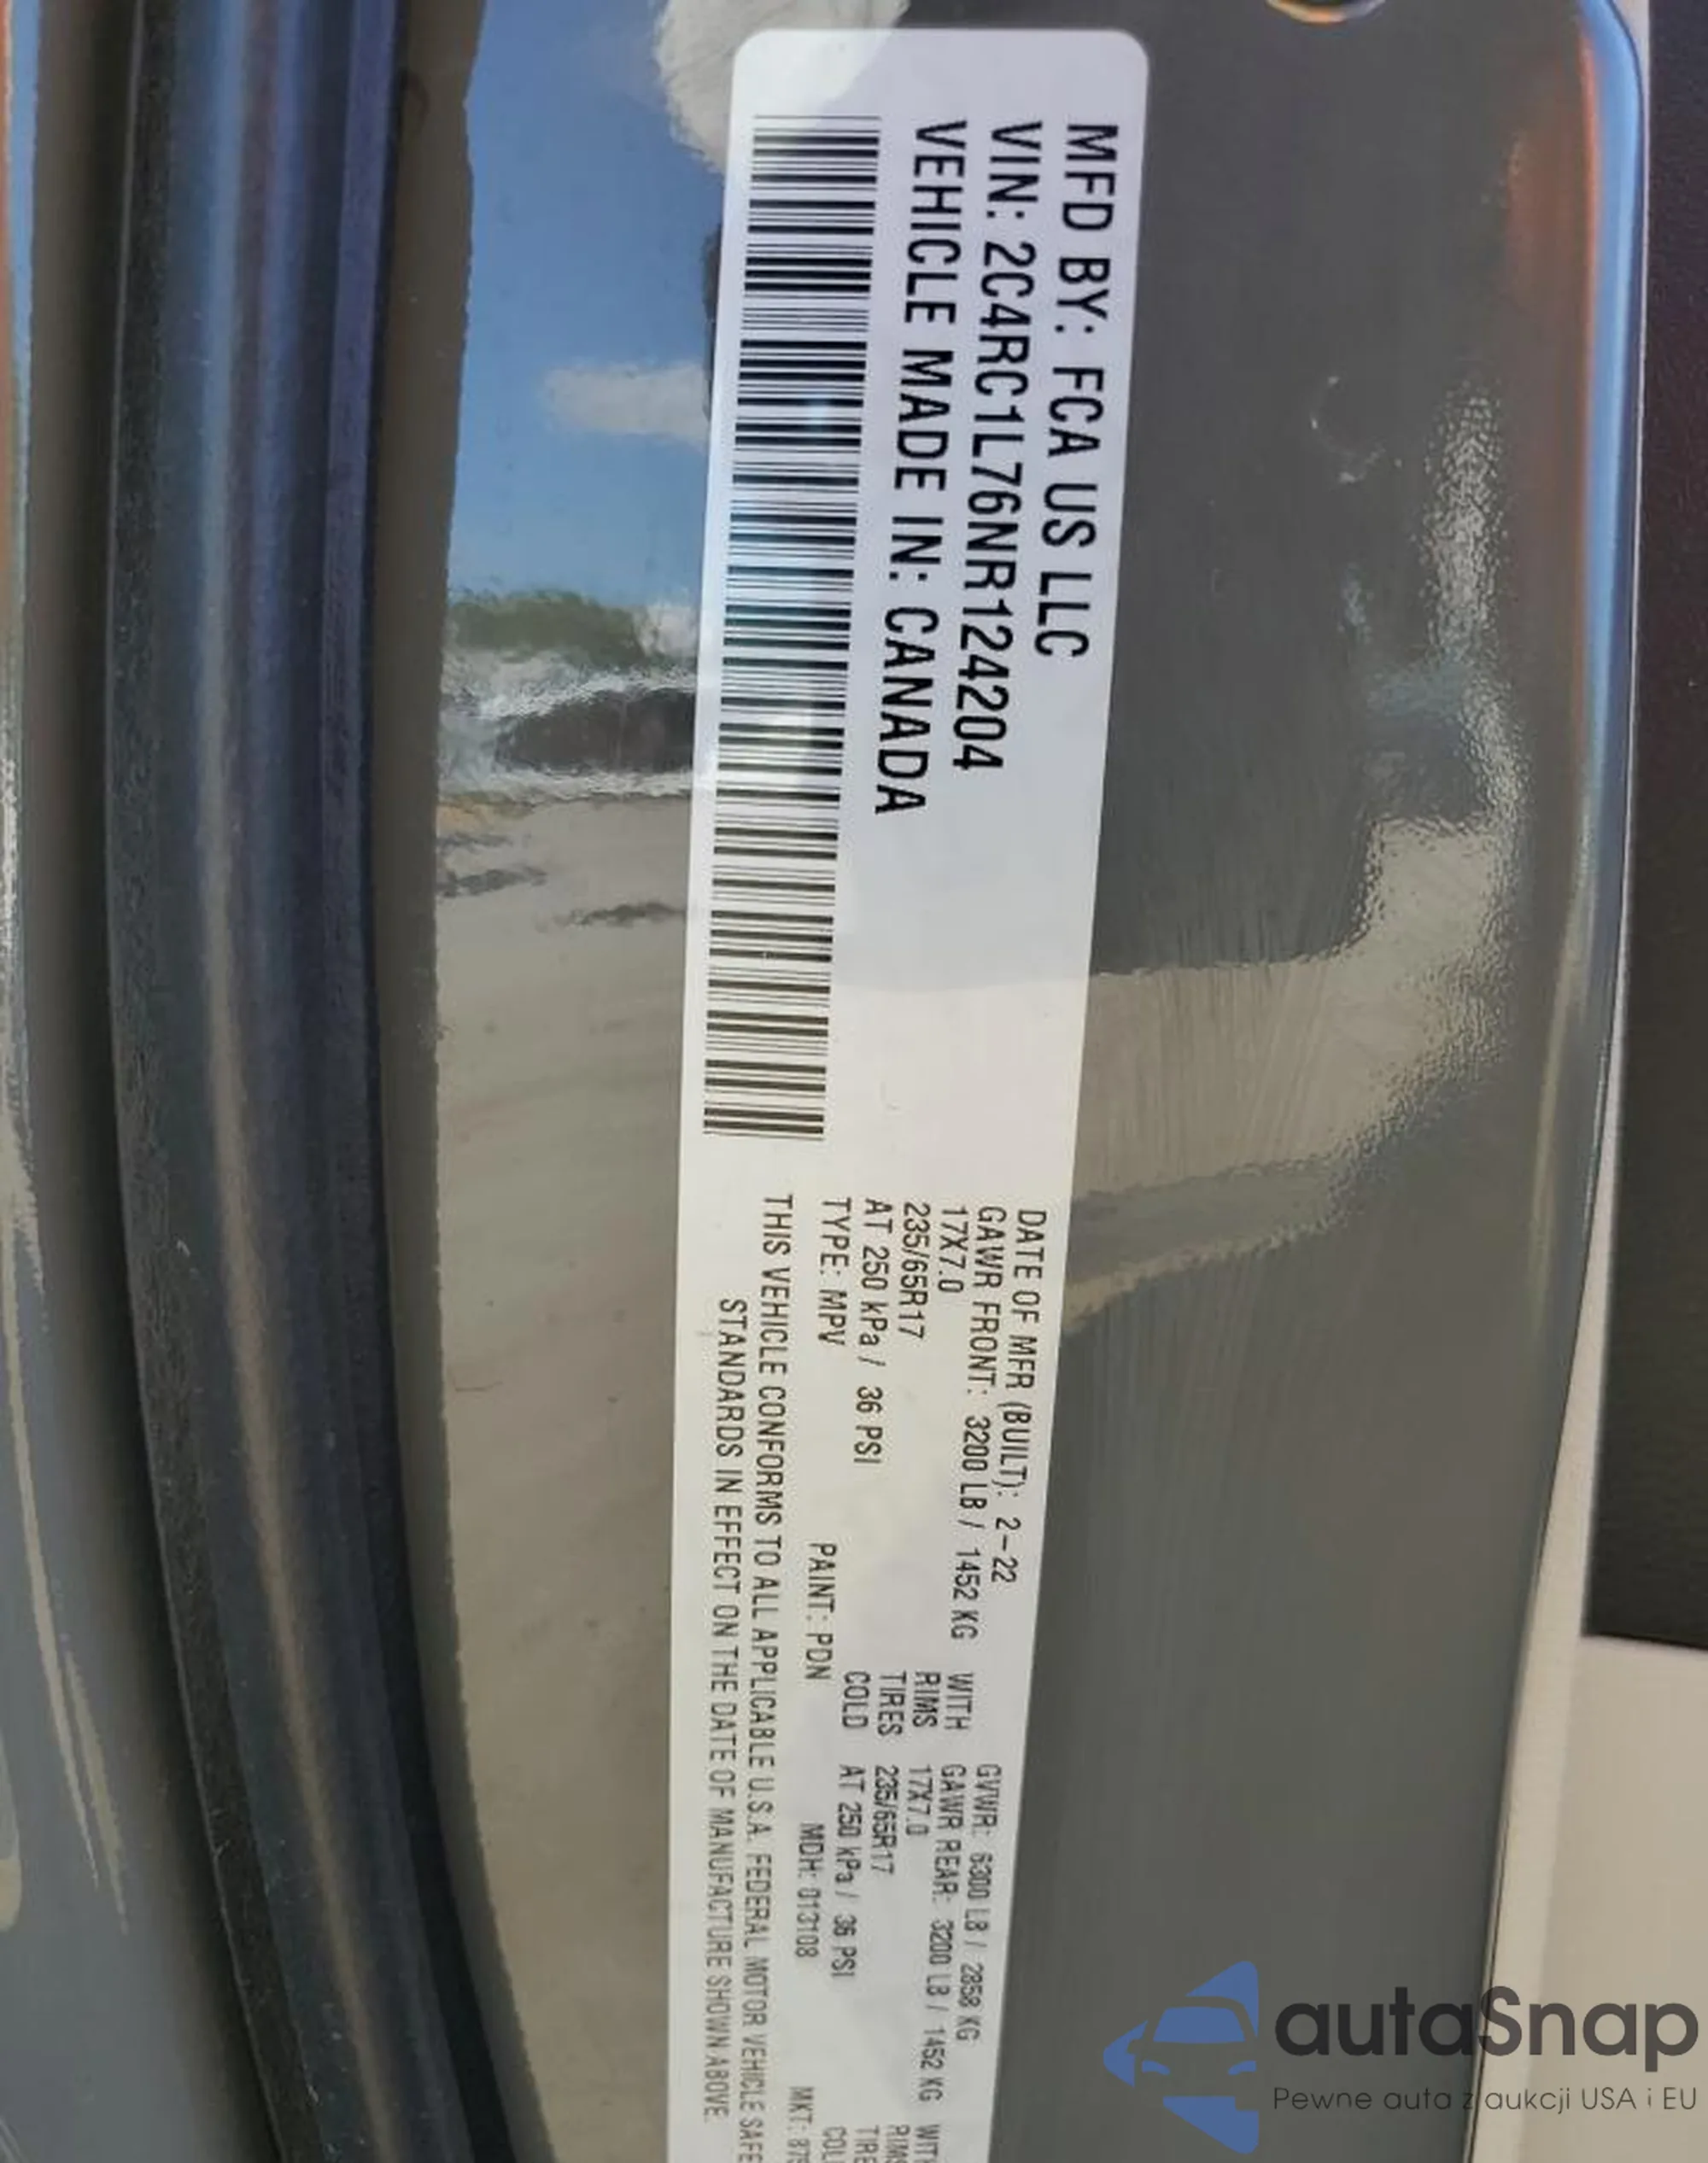 MFD BY: FCA US LLC
VIN: 2C4RC1L76NR124204
VEHICLE MADE IN: CANADA
DATE OF MFR (BUILT): 2-22 GVWR: 6300 LB / 2858 KG
GAWR FRONT: 3200 LB / 1452 KG WITH GAWR REAR: 3200 LB / 1452 KG WITH
17X7.0 RIMS 17X7.0 RIMS
235/65R17 TIRES 235/65R17 TIRE
AT 250 kPa / 36 PSI COLD AT 250 kPa / 36 PSI COL
TYPE: MPV PAINT: PDN MDH: 013108 MKT:
THIS VEHICLE CONFORMS TO ALL APPLICABLE U.S.A. FEDERAL MOTOR VEHICLE SAFE
STANDARDS IN EFFECT ON THE DATE OF MANUFACTURE SHOWN ABOVE.
autaSnap
Pewne auta z aukcji USA i EU